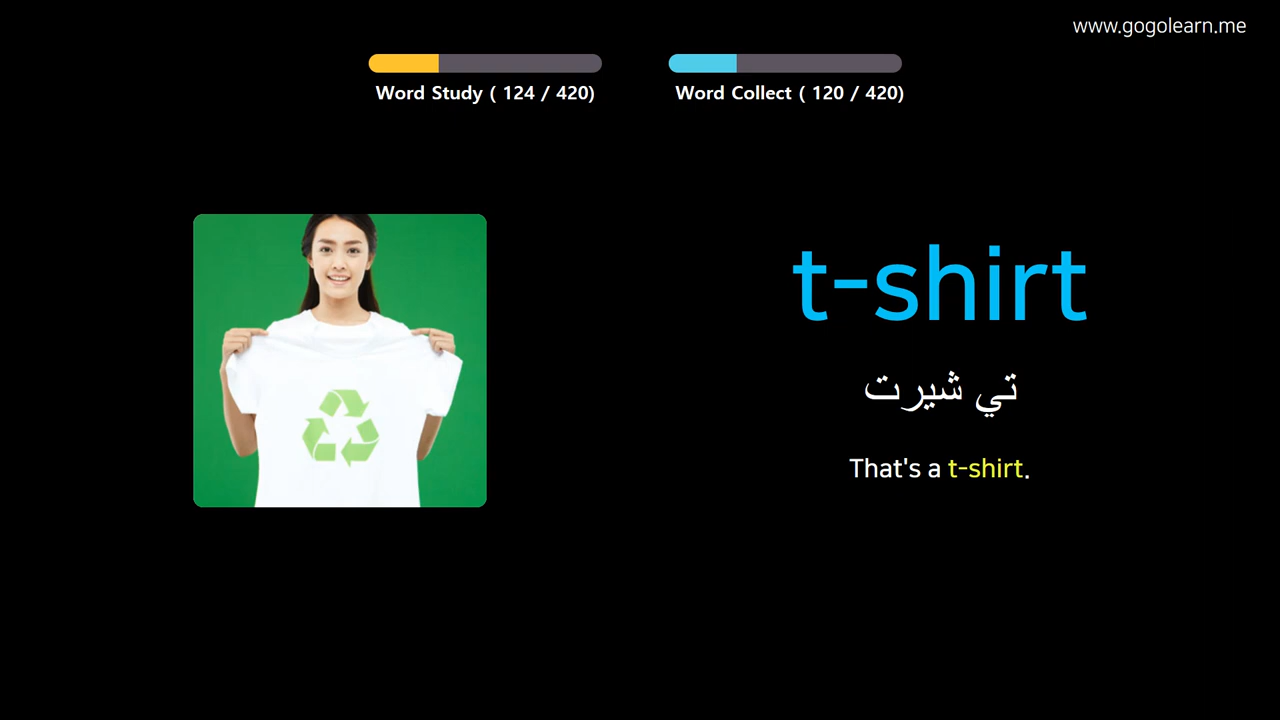 www.gogolearn.me
Word Study ( 124 / 420)
Word Collect ( 120 / 420)
t-shirt
تي شيرت
That's a t-shirt.